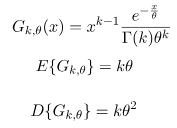 G_{k,θ}(x) = x^{k−1} \frac{e^{−\frac{x}{θ}}}{Γ(k)θ^k}
E{G_{k,θ}} = kθ
D{G_{k,θ}} = kθ^2